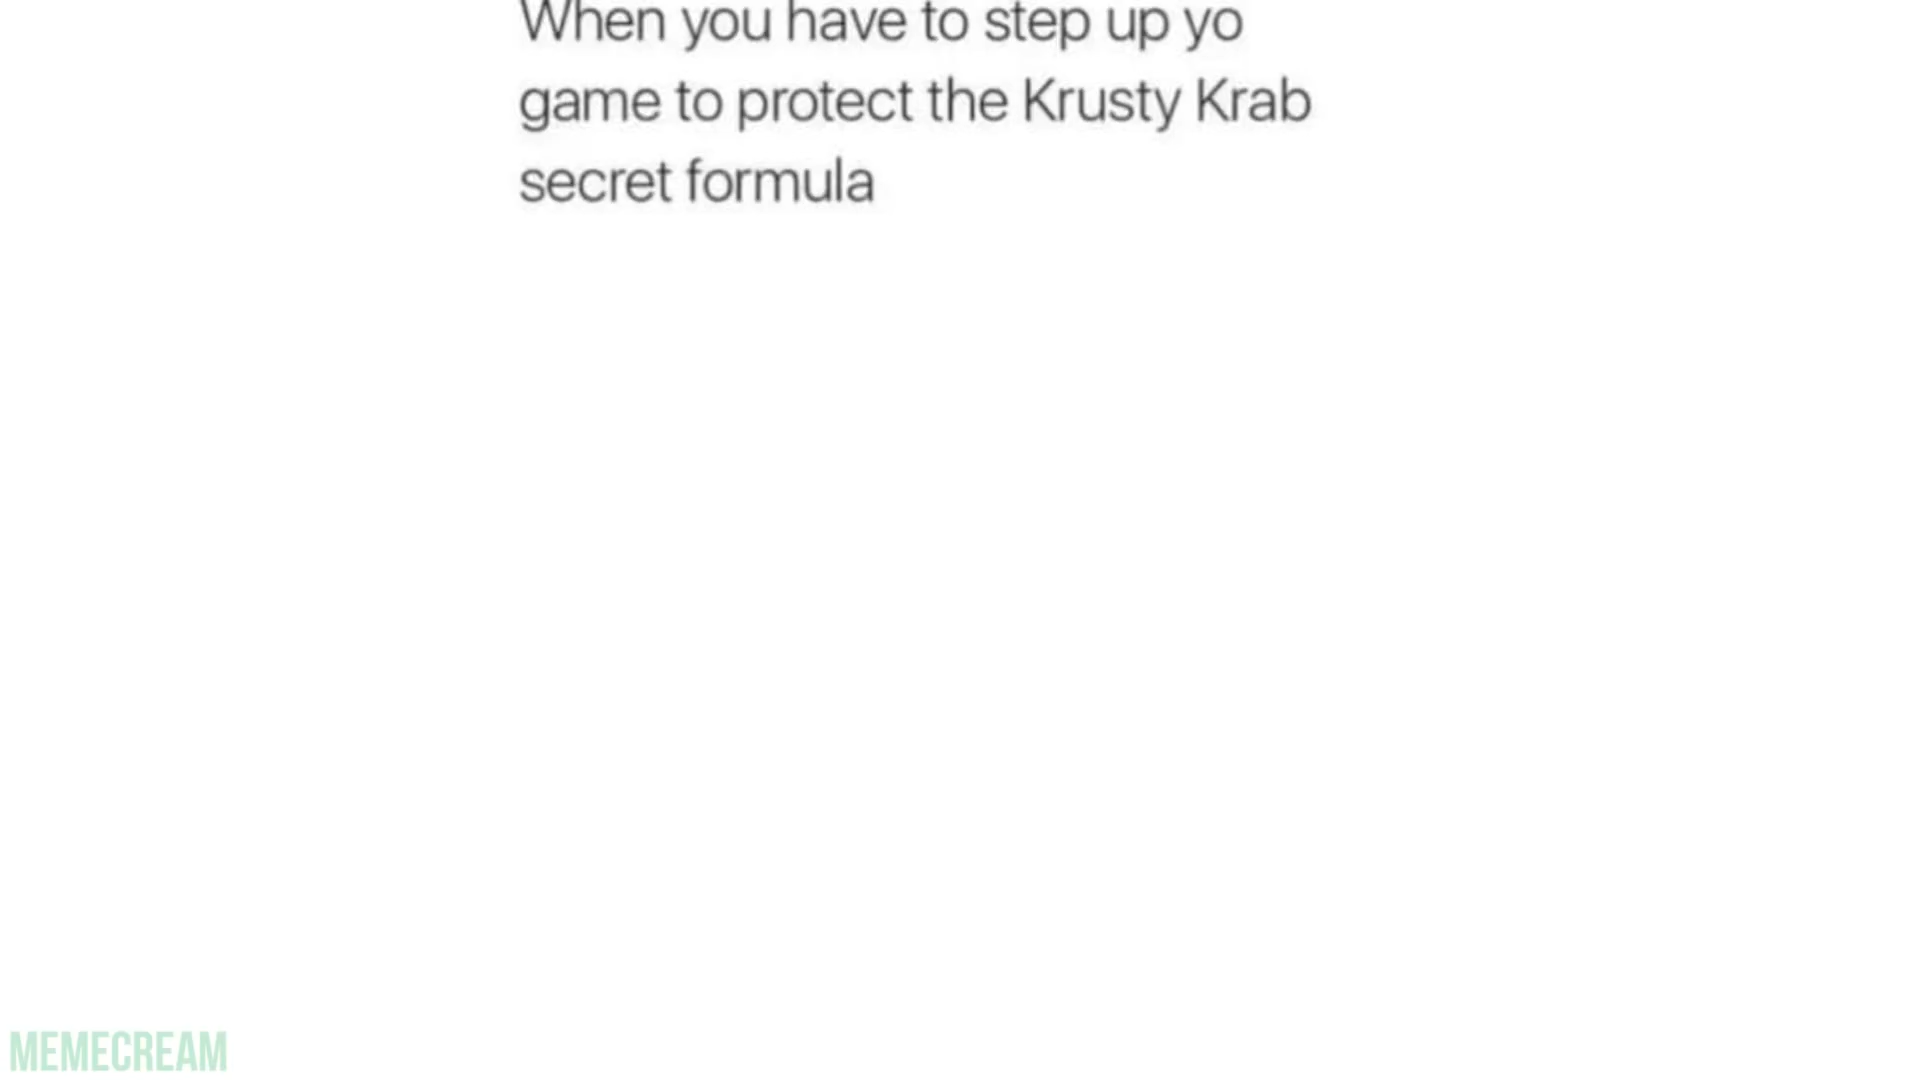 When you have to step up yo
game to protect the Krusty Krab
secret formula
MEMECREAM